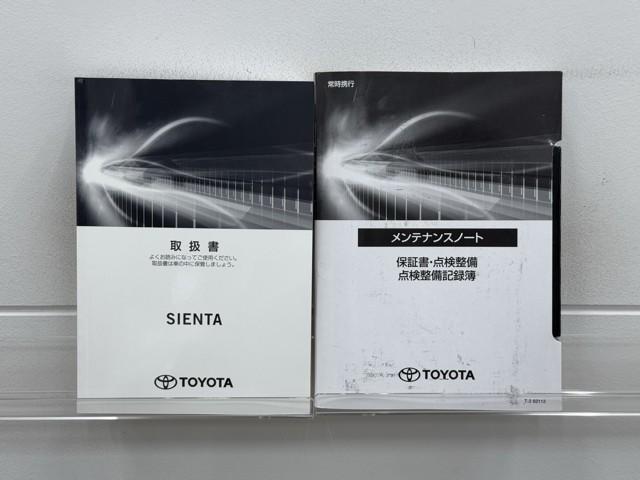 取扱書
よくお読みになってご使用ください。
取扱書は車の中に保管しましょう。
SIENTA
TOYOTA
常時携行
メンテナンスノート
保証書・点検整備
点検整備記録簿
TOYOTA